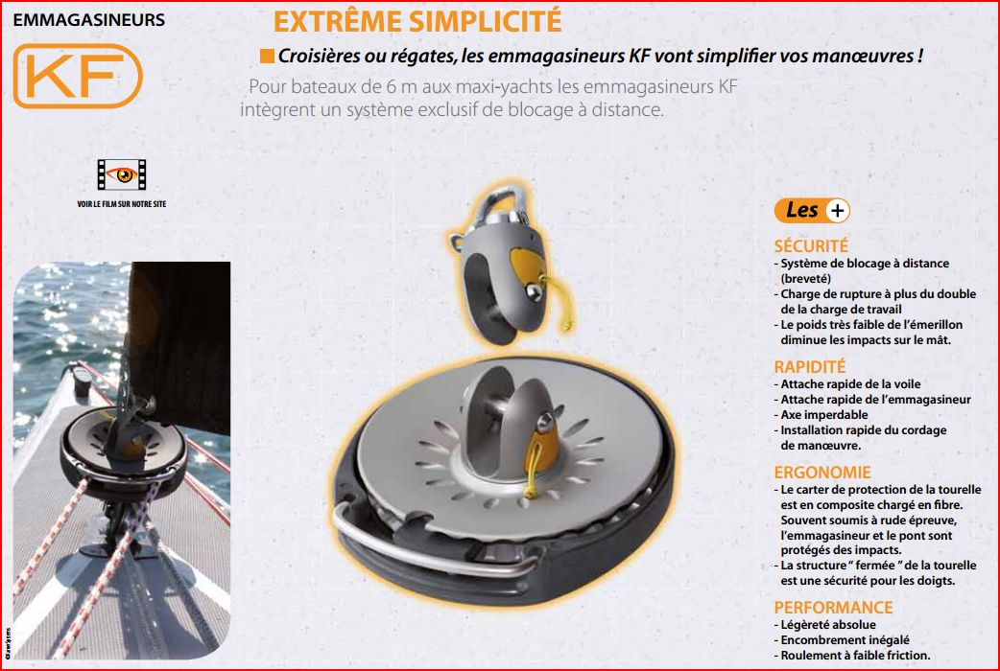 EMMAGASINEURS
KF
EXTRÊME SIMPLICITÉ
Croisières ou régates, les emmagasineurs KF vont simplifier vos manœuvres !
Pour bateaux de 6 m aux maxi-yachts les emmagasineurs KF
intègrent un système exclusif de blocage à distance.
VOIR LE FILM SUR NOTRE SITE
Les +
SÉCURITÉ
- Système de blocage à distance
(breveté)
- Charge de rupture à plus du double
de la charge de travail
- Le poids très faible de l’émerillon
diminue les impacts sur le mât.
RAPIDITÉ
- Attache rapide de la voile
- Attache rapide de l’emmagasineur
- Axe imperdable
- Installation rapide du cordage
de manœuvre.
ERGONOMIE
- Le carter de protection de la tourelle
est en composite chargé en fibre.
Souvent soumis à rude épreuve,
l’emmagasineur et le pont sont
protégés des impacts.
- La structure “ fermée ” de la tourelle
est une sécurité pour les doigts.
PERFORMANCE
- Légèreté absolue
- Encombrement inégalé
- Roulement à faible friction.